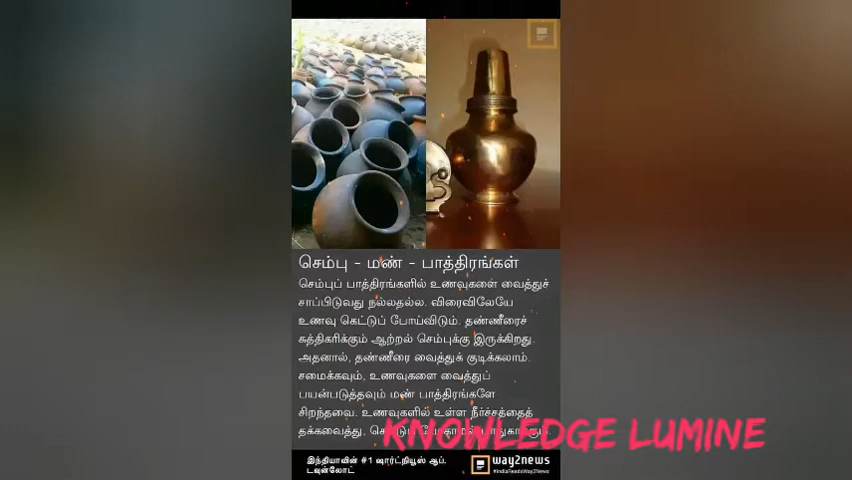 செம்பு - மண் - பாத்திரங்கள்
செம்புப் பாத்திரங்களில் உணவுகளை வைத்துச்
சாப்பிடுவது நல்லதல்ல. விரைவிலேயே
உணவு கெட்டுப் போய்விடும். தண்ணீரைச்
சுத்திகரிக்கும் ஆற்றல் செம்புக்கு இருக்கிறது.
அதனால், தண்ணீரை வைத்துக் குடிக்கலாம்.
சமைக்கவும், உணவுகளை வைத்துப்
பயன்படுத்தவும் மண் பாத்திரங்களே
சிறந்தவை. உணவுகளில் உள்ள நீர்ச்சத்தைத்
தக்கவைத்து,
KNOWLEDGE LUMINE
இந்தியாவின் #1 ஷார்ட்நியூஸ் ஆப்.
டவுன்லோட்
way2news
#IndiaReadsWay2News